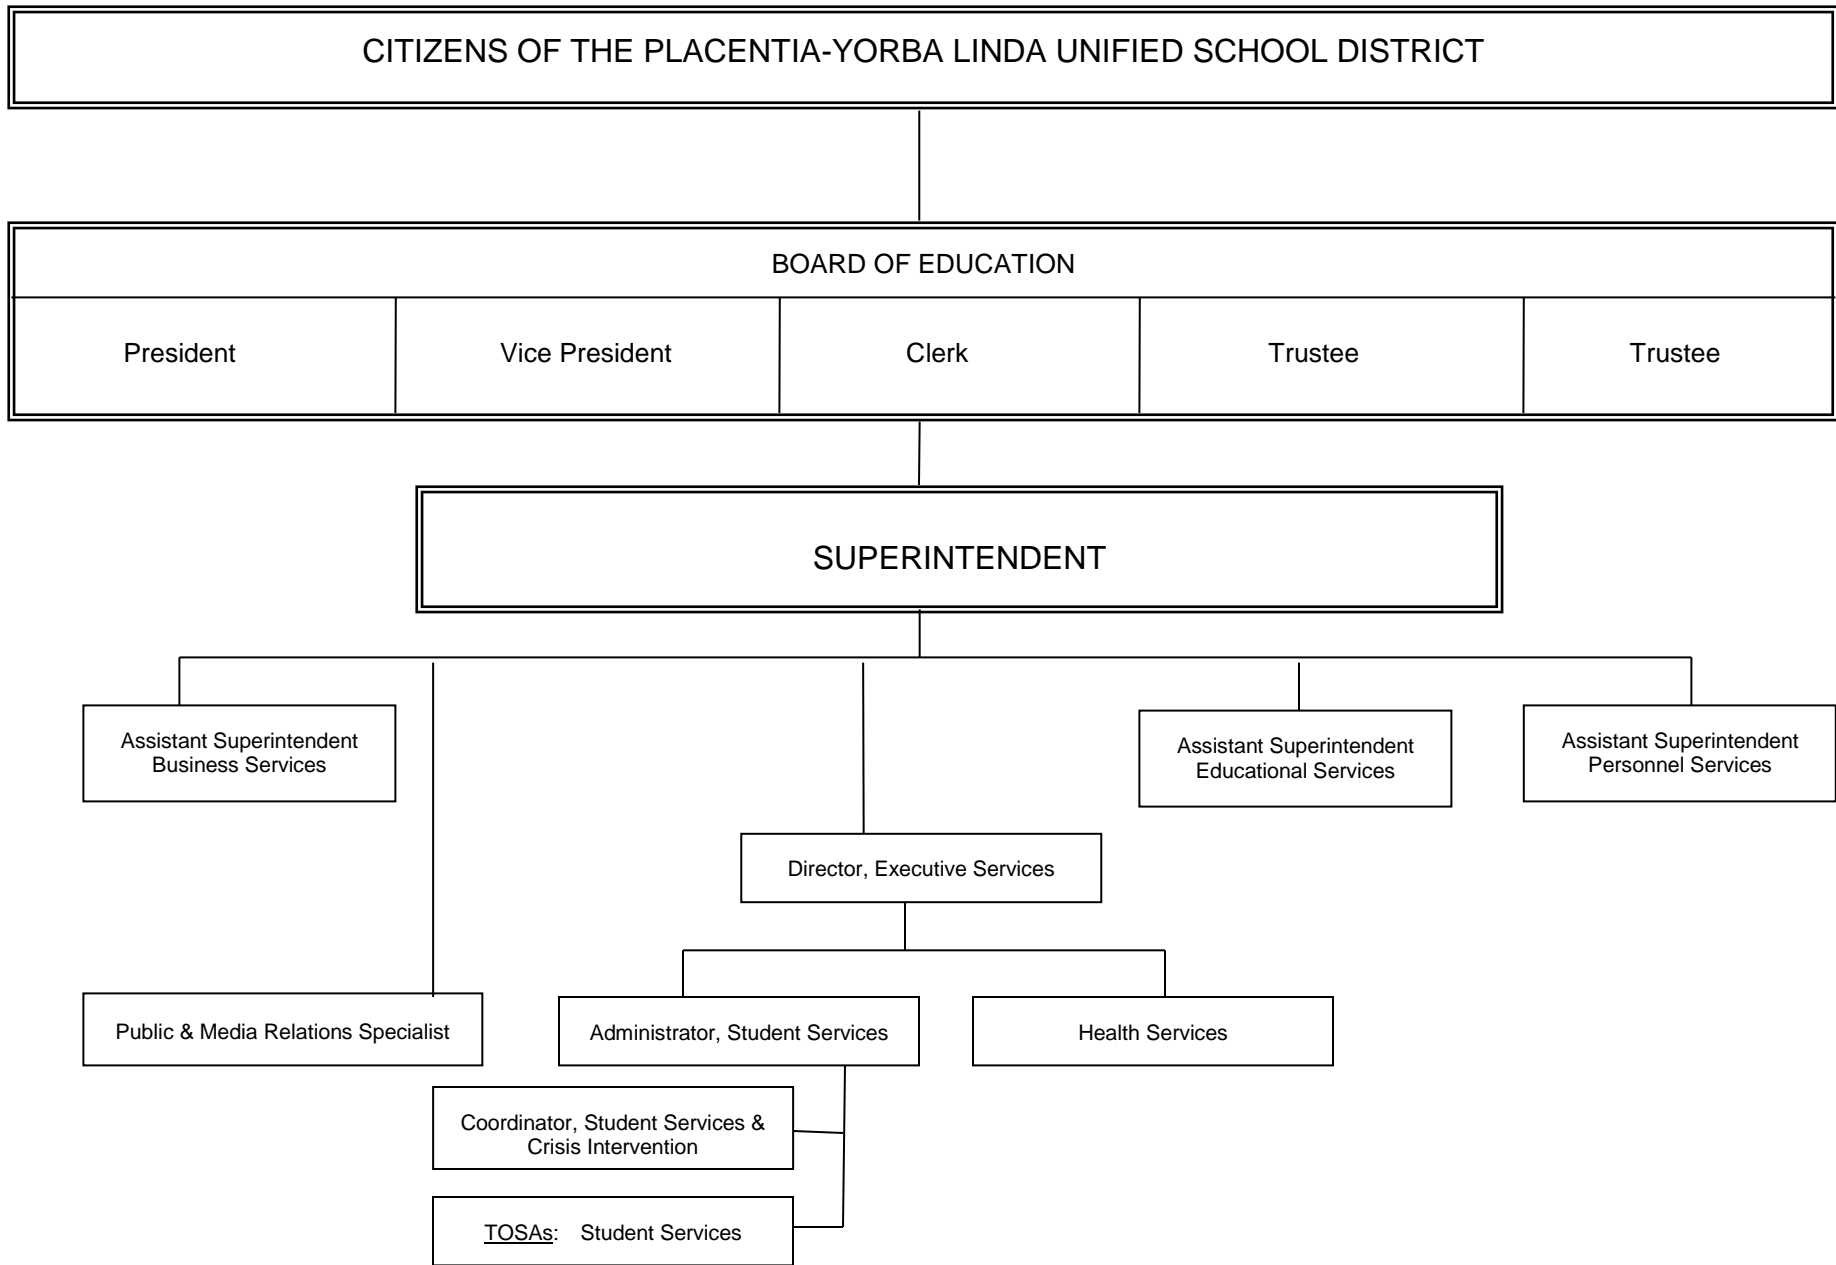 CITIZENS OF THE PLACENTIA-YORBA LINDA UNIFIED SCHOOL DISTRICT
BOARD OF EDUCATION
President
Vice President
Clerk
Trustee
Trustee
SUPERINTENDENT
Assistant Superintendent
Business Services
Assistant Superintendent
Educational Services
Assistant Superintendent
Personnel Services
Director, Executive Services
Public & Media Relations Specialist
Administrator, Student Services
Health Services
Coordinator, Student Services &
Crisis Intervention
TOSAs: Student Services